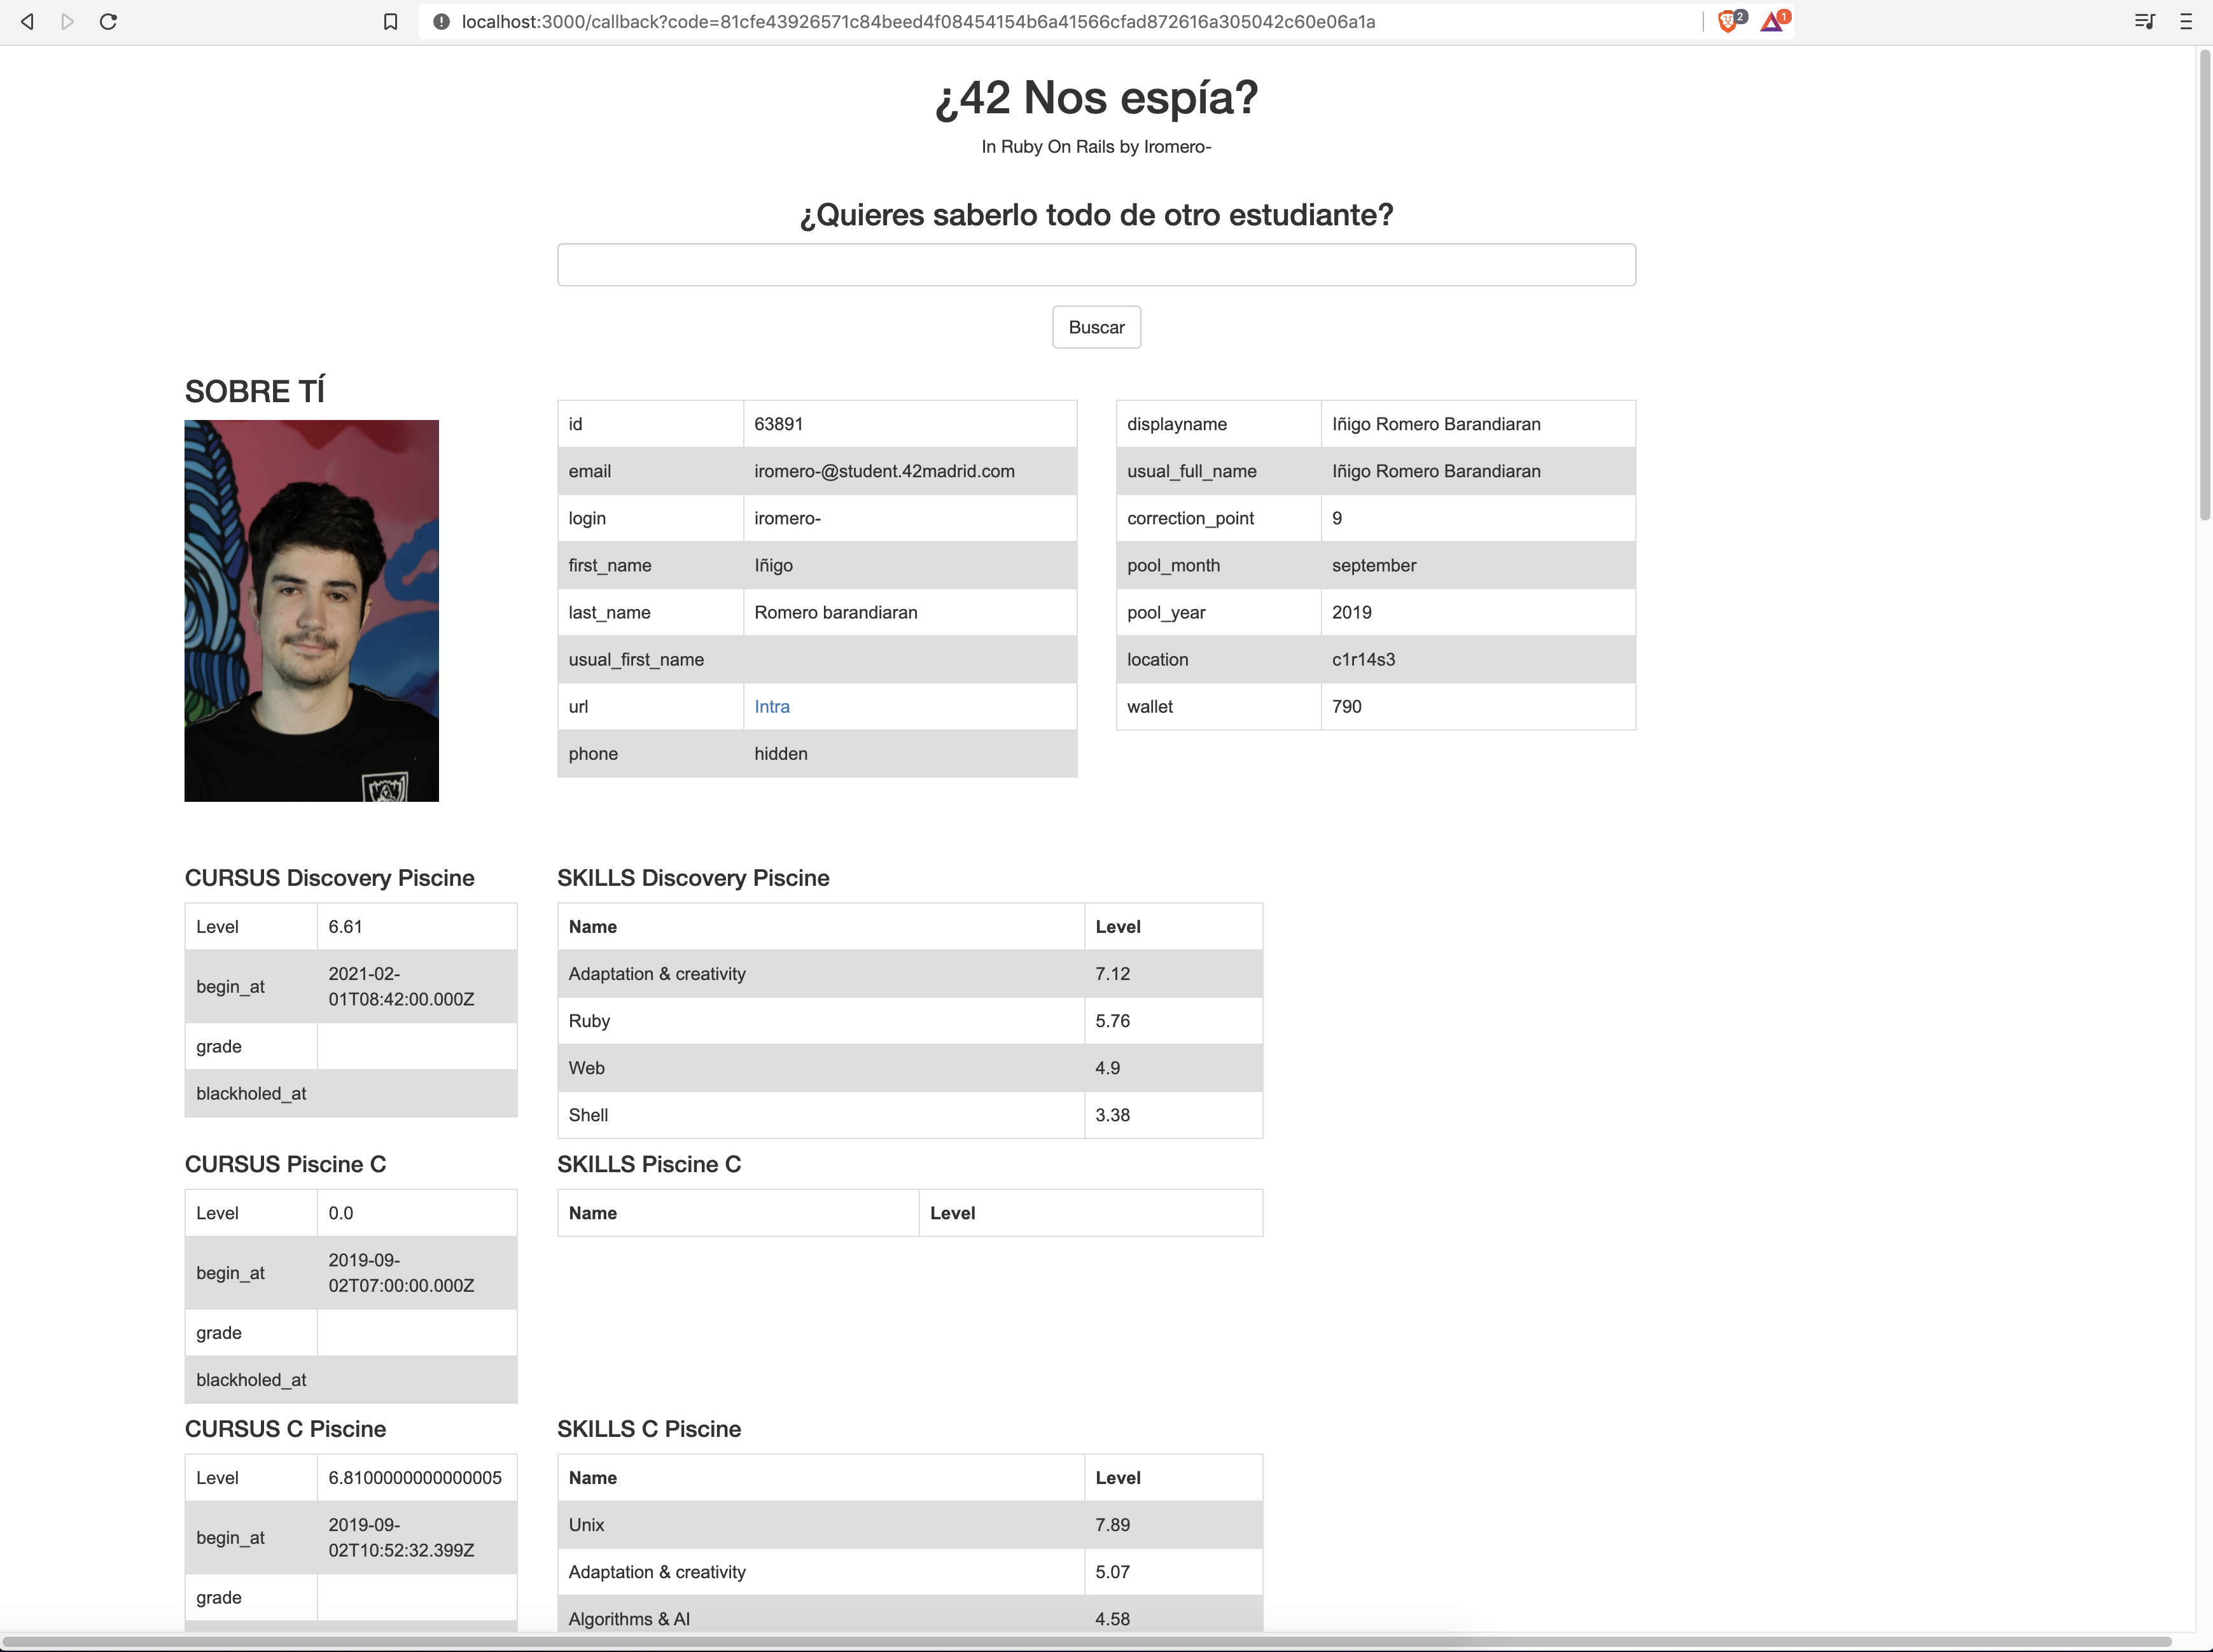 localhost:3000/callback?code=81cfe43926571c84beed4f08454154b6a41566cfad872616a305042c60e06a1a
2
1
¿42 Nos espía?
In Ruby On Rails by Iromero-
¿Quieres saberlo todo de otro estudiante?
Buscar
SOBRE TÍ
id 63891
email iromero-@student.42madrid.com
login iromero-
first_name Iñigo
last_name Romero barandiaran
usual_first_name
url Intra
phone hidden
displayname Iñigo Romero Barandiaran
usual_full_name Iñigo Romero Barandiaran
correction_point 9
pool_month september
pool_year 2019
location c1r14s3
wallet 790
CURSUS Discovery Piscine
Level 6.61
begin_at 2021-02-
01T08:42:00.000Z
grade
blackholed_at
SKILLS Discovery Piscine
Name Level
Adaptation & creativity 7.12
Ruby 5.76
Web 4.9
Shell 3.38
CURSUS Piscine C
Level 0.0
begin_at 2019-09-
02T07:00:00.000Z
grade
blackholed_at
SKILLS Piscine C
Name Level
CURSUS C Piscine
Level 6.8100000000000005
begin_at 2019-09-
02T10:52:32.399Z
grade
SKILLS C Piscine
Name Level
Unix 7.89
Adaptation & creativity 5.07
Algorithms & AI 4.58